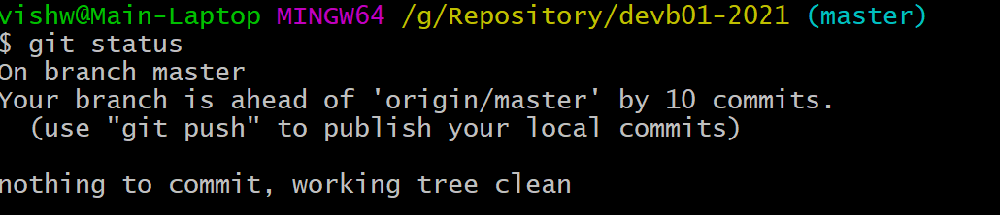 vishw@Main-Laptop MINGW64 /g/Repository/devb01-2021 (master)
$ git status
On branch master
Your branch is ahead of 'origin/master' by 10 commits.
  (use "git push" to publish your local commits)

nothing to commit, working tree clean